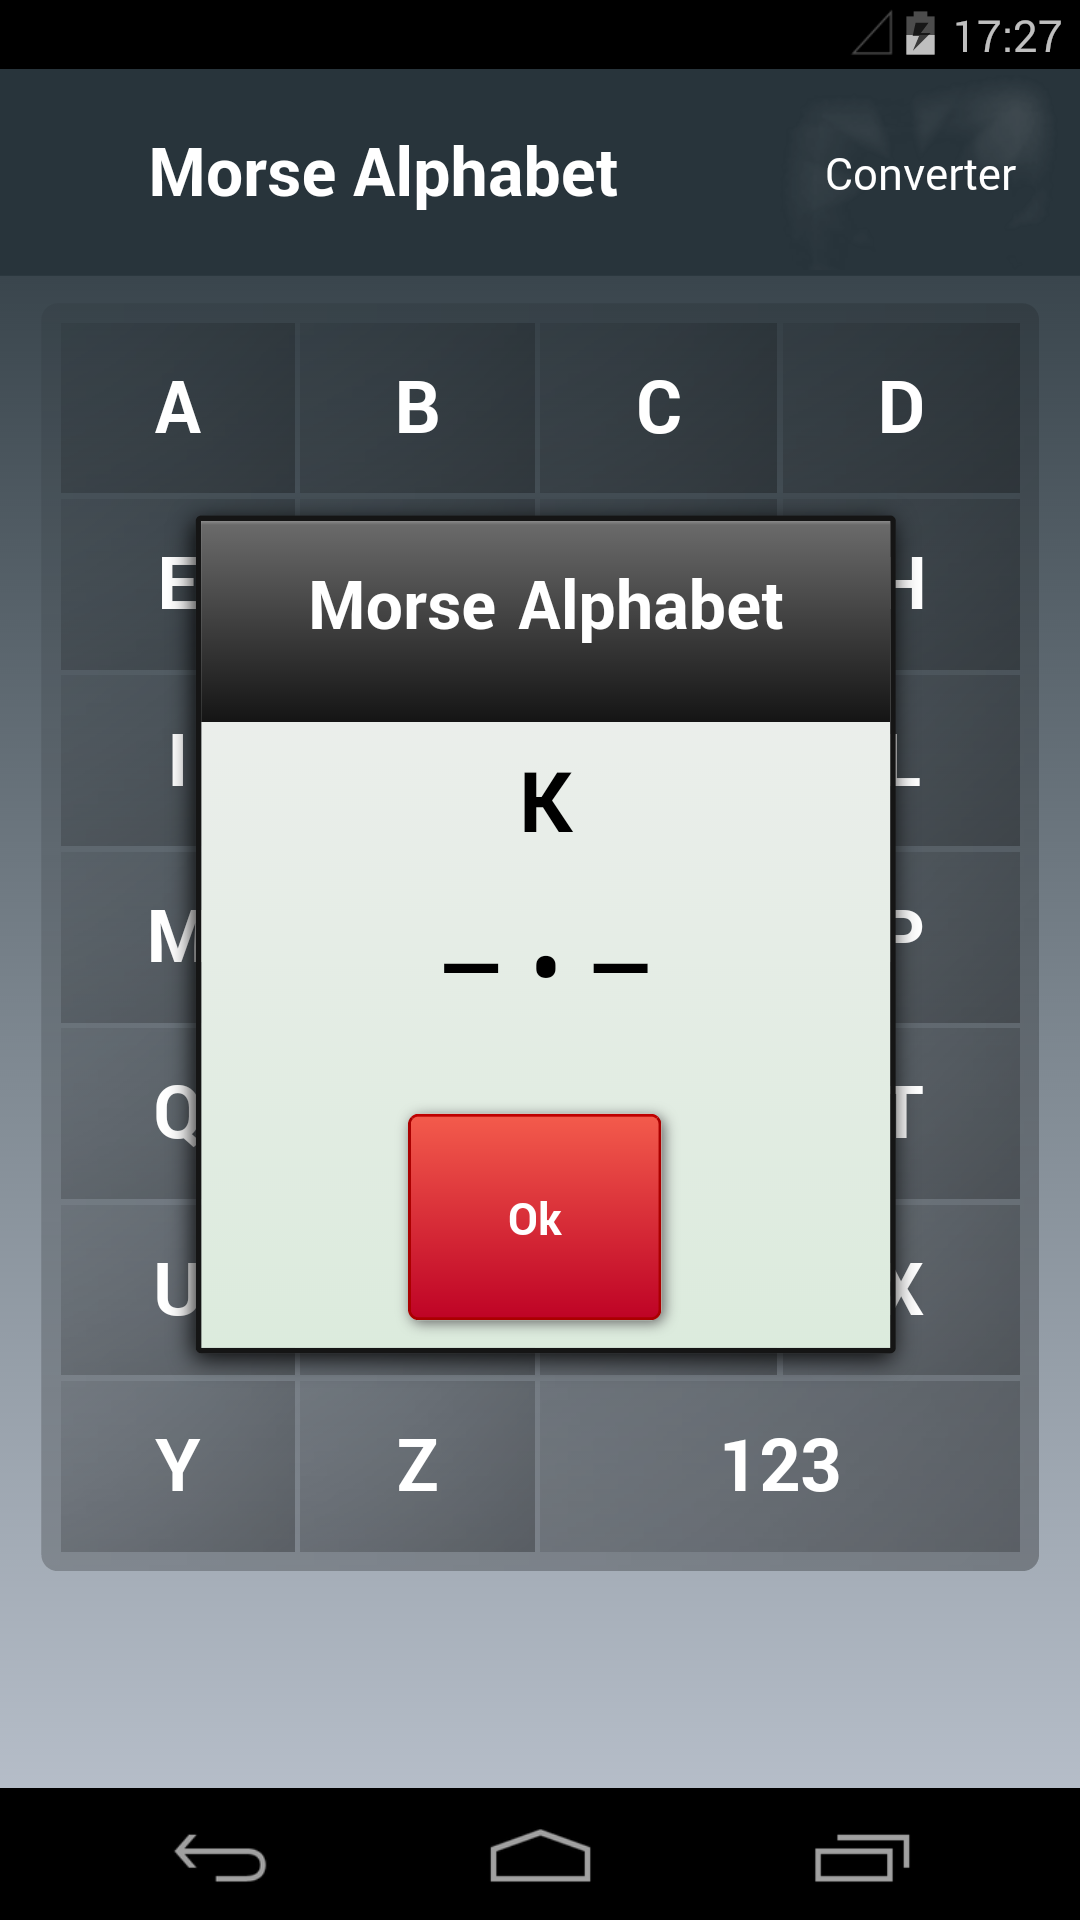 17:27
Morse Alphabet Converter
A B C D
E H
I L
M P
Q T
U X
Y Z 123
Morse Alphabet
K
– • –
Ok